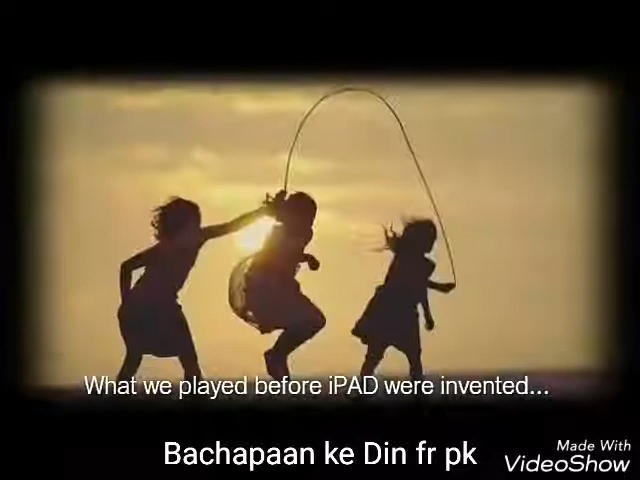 What we played before iPAD were invented...
Bachapaan ke Din fr pk
Made With
VideoShow